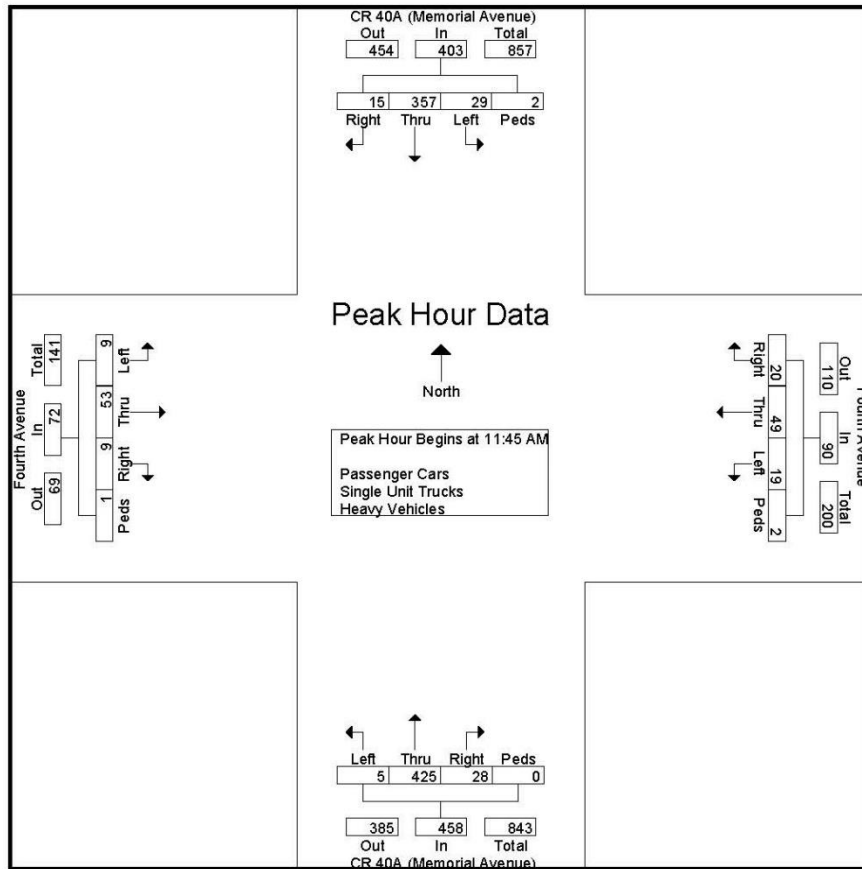 CR 40A (Memorial Avenue)
Out In Total
454 403 857
15 357 29 2
Right Thru Left Peds
Peak Hour Data
North
Peak Hour Begins at 11:45 AM
Passenger Cars
Single Unit Trucks
Heavy Vehicles
Fourth Avenue
Out In Total
69 72 141
Left Thru Right Peds
9 53 9 1
Fourth Avenue
Out In Total
110 90 200
Right Thru Left Peds
20 49 19 2
Left Thru Right Peds
5 425 28 0
385 458 843
Out In Total
CR 40A (Memorial Avenue)